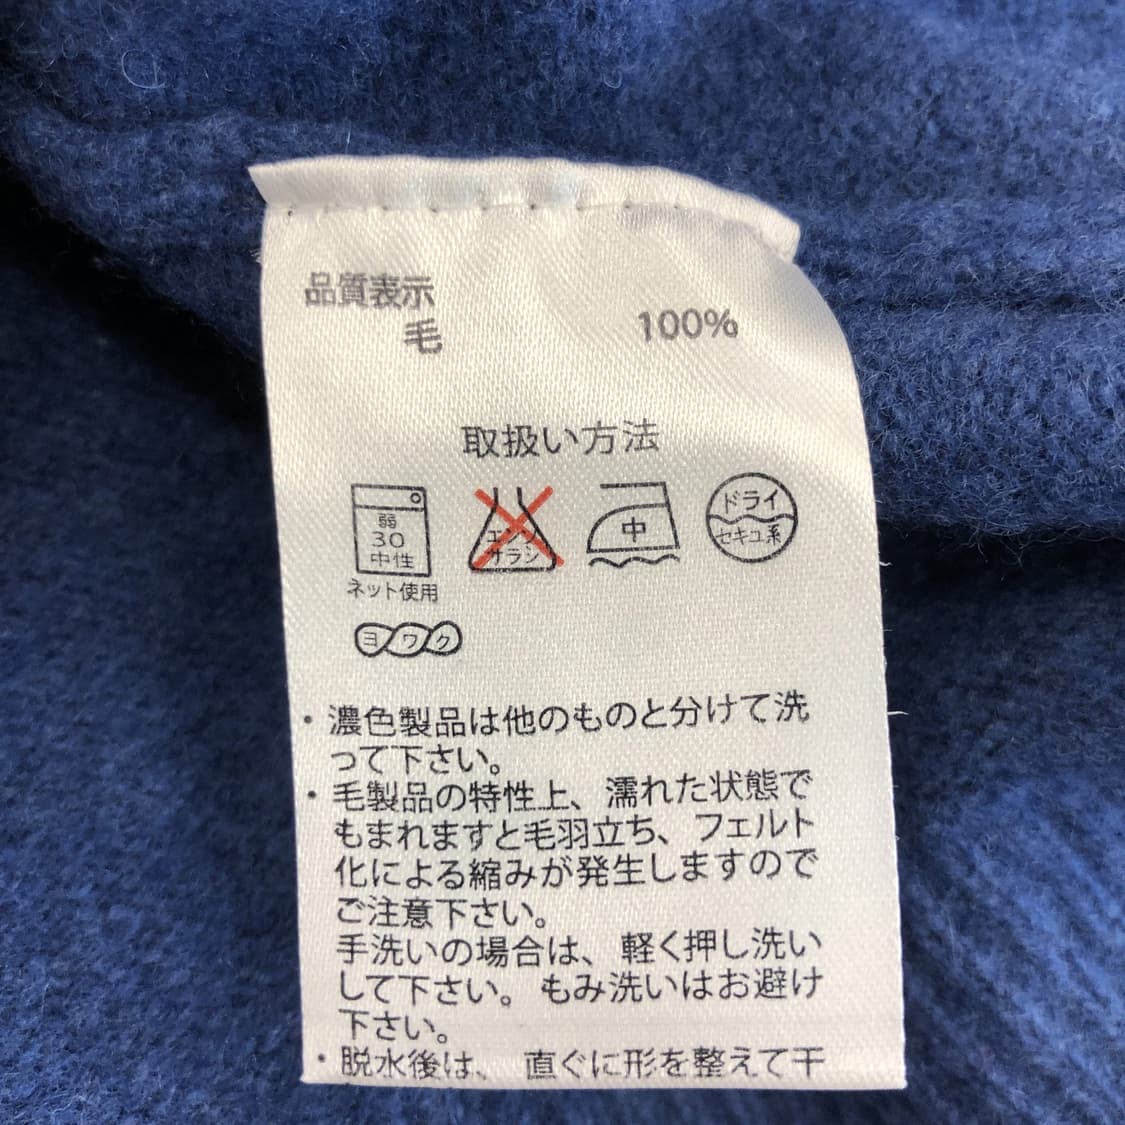 品質表示
毛 100%
取扱い方法
弱
30
中性
ネット使用
エンソ
サラシ
中
ドライ
セキユ系
ヨワク
・濃色製品は他のものと分けて洗
って下さい。
・毛製品の特性上、濡れた状態で
もまれますと毛羽立ち、フェルト
化による縮みが発生しますので
ご注意下さい。
手洗いの場合は、軽く押し洗い
して下さい。もみ洗いはお避け
下さい。
・脱水後は、直ぐに形を整えて干